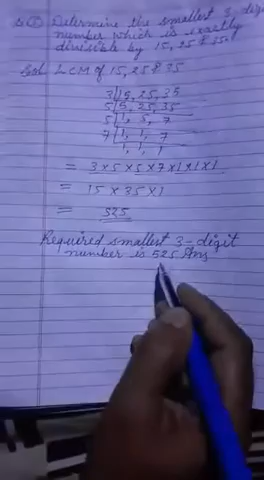 Q ① Determine the smallest 3-digit
number which is exactly
divisible by 15, 25 & 35?
Sol LCM of 15, 25 & 35
3 | 15, 25, 35
5 | 5, 25, 35
5 | 1, 5, 7
7 | 1, 1, 7
1, 1, 1
= 3×5×5×7×1×1×1
= 15 × 35 × 1
= 525
Required smallest 3-digit
number is 525 Ans